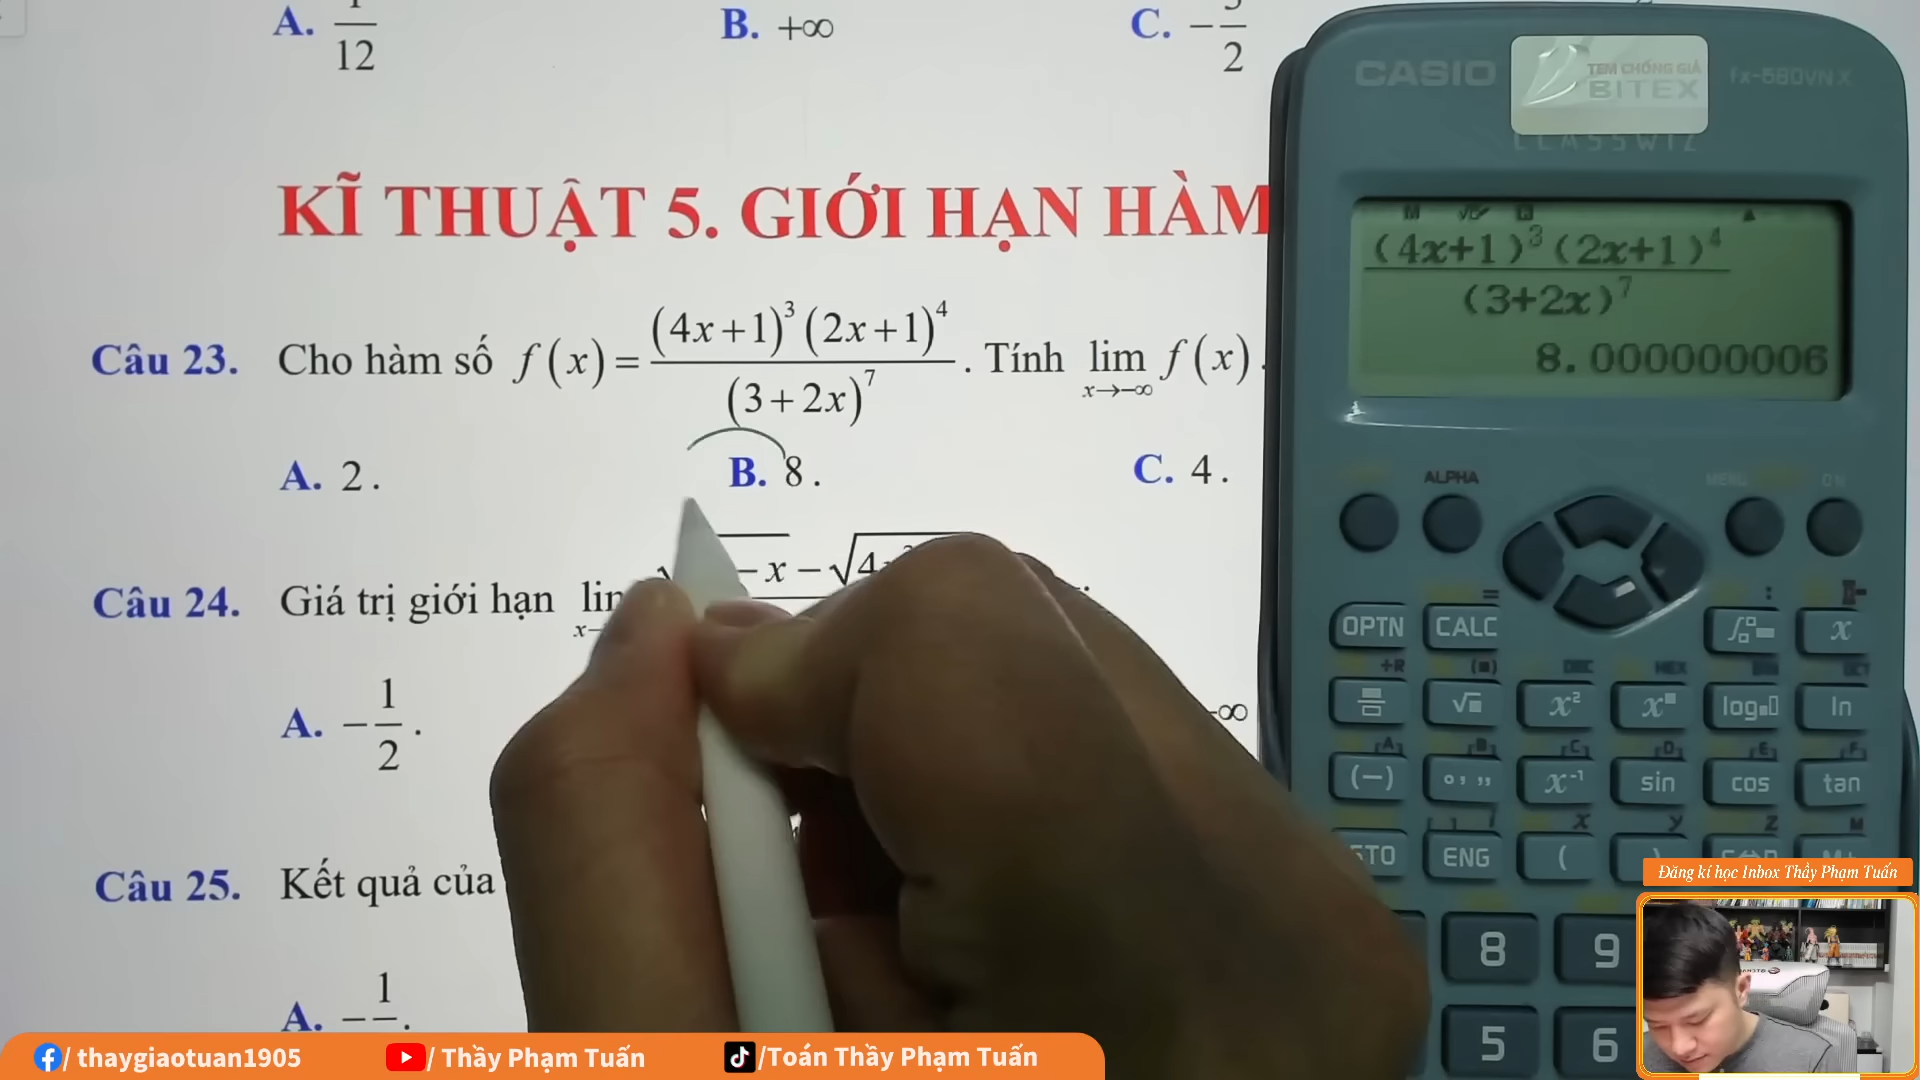 A. 1/12 B. +∞ C. -5/2
KĨ THUẬT 5. GIỚI HẠN HÀM
Câu 23. Cho hàm số f(x) = (4x+1)³(2x+1)⁴/(3+2x)⁷. Tính lim x→-∞ f(x).
A. 2. B. 8. C. 4.
Câu 24. Giá trị giới hạn
A. -1/2. -∞
Câu 25. Kết quả của
A.
CASIO
TEM CHỐNG GIẢ
BITEX
fx-580VN X
CLASSWIZ
(4x+1)³(2x+1)⁴
(3+2x)⁷
8.000000006
ALPHA MENU ON
OPTN CALC x
√ x² x log ln
(−) x⁻¹ sin cos tan
STO ENG ( )
8 9
5 6
Đăng kí học Inbox Thầy Phạm Tuấn
/ thaygiaotuan1905 / Thầy Phạm Tuấn /Toán Thầy Phạm Tuấn